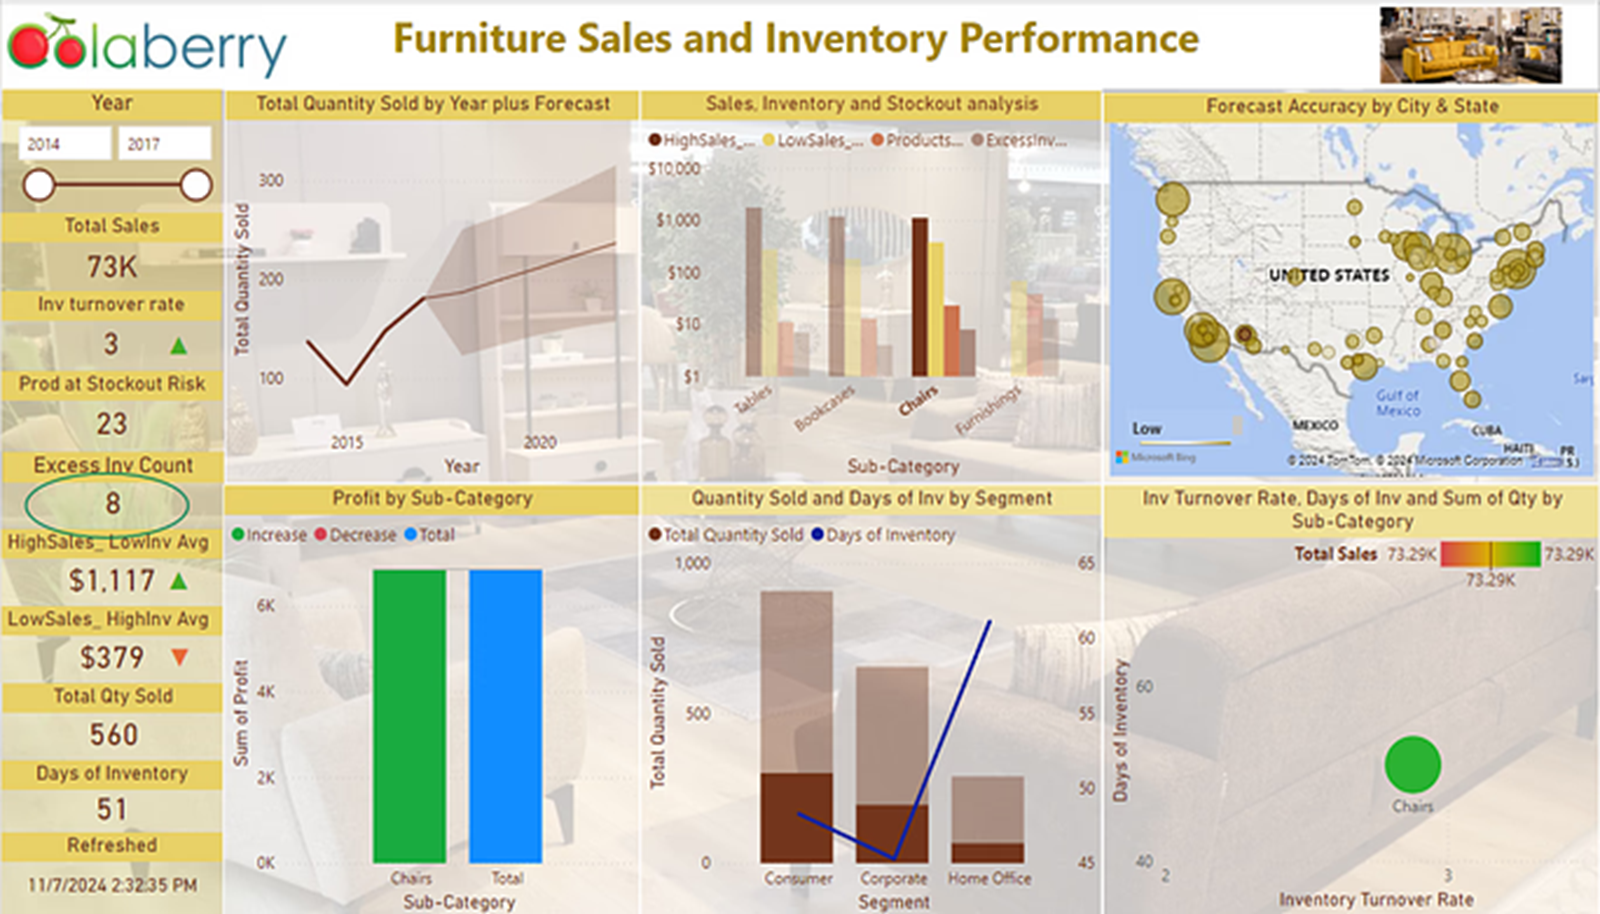 Colaberry
Furniture Sales and Inventory Performance
Year
2014
2017
Total Sales
73K
Inv turnover rate
3
Prod at Stockout Risk
23
Excess Inv Count
8
HighSales_ LowInv Avg
$1,117
LowSales_ HighInv Avg
$379
Total Qty Sold
560
Days of Inventory
51
Refreshed
11/7/2024 2:32:35 PM
Total Quantity Sold by Year plus Forecast
Total Quantity Sold
300
200
100
2015
2020
Year
Sales, Inventory and Stockout analysis
HighSales_... LowSales_... Products... ExcessInv...
$10,000
$1,000
$100
$10
$1
Tables
Bookcases
Chairs
Furnishings
Sub-Category
Forecast Accuracy by City & State
UNITED STATES
Gulf of
Mexico
MEXICO
CUBA
HAITI
PR
Low
Microsoft Bing
© 2024 TomTom, © 2024 Microsoft Corporation
Profit by Sub-Category
Increase Decrease Total
Sum of Profit
6K
4K
2K
0K
Chairs
Total
Sub-Category
Quantity Sold and Days of Inv by Segment
Total Quantity Sold Days of Inventory
Total Quantity Sold
1,000
500
0
65
60
55
50
45
Consumer
Corporate
Home Office
Segment
Inv Turnover Rate, Days of Inv and Sum of Qty by
Sub-Category
Total Sales 73.29K 73.29K
73.29K
Days of Inventory
60
40
Chairs
2
3
Inventory Turnover Rate